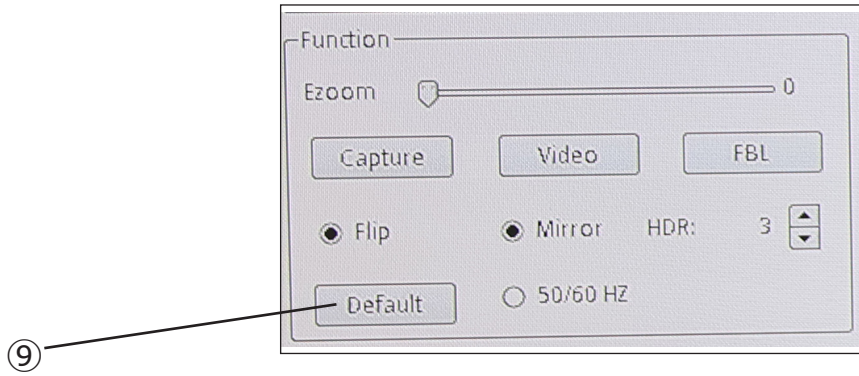 Function
Ezoom 0
Capture Video FBL
Flip Mirror HDR: 3
Default 50/60 HZ
⑨